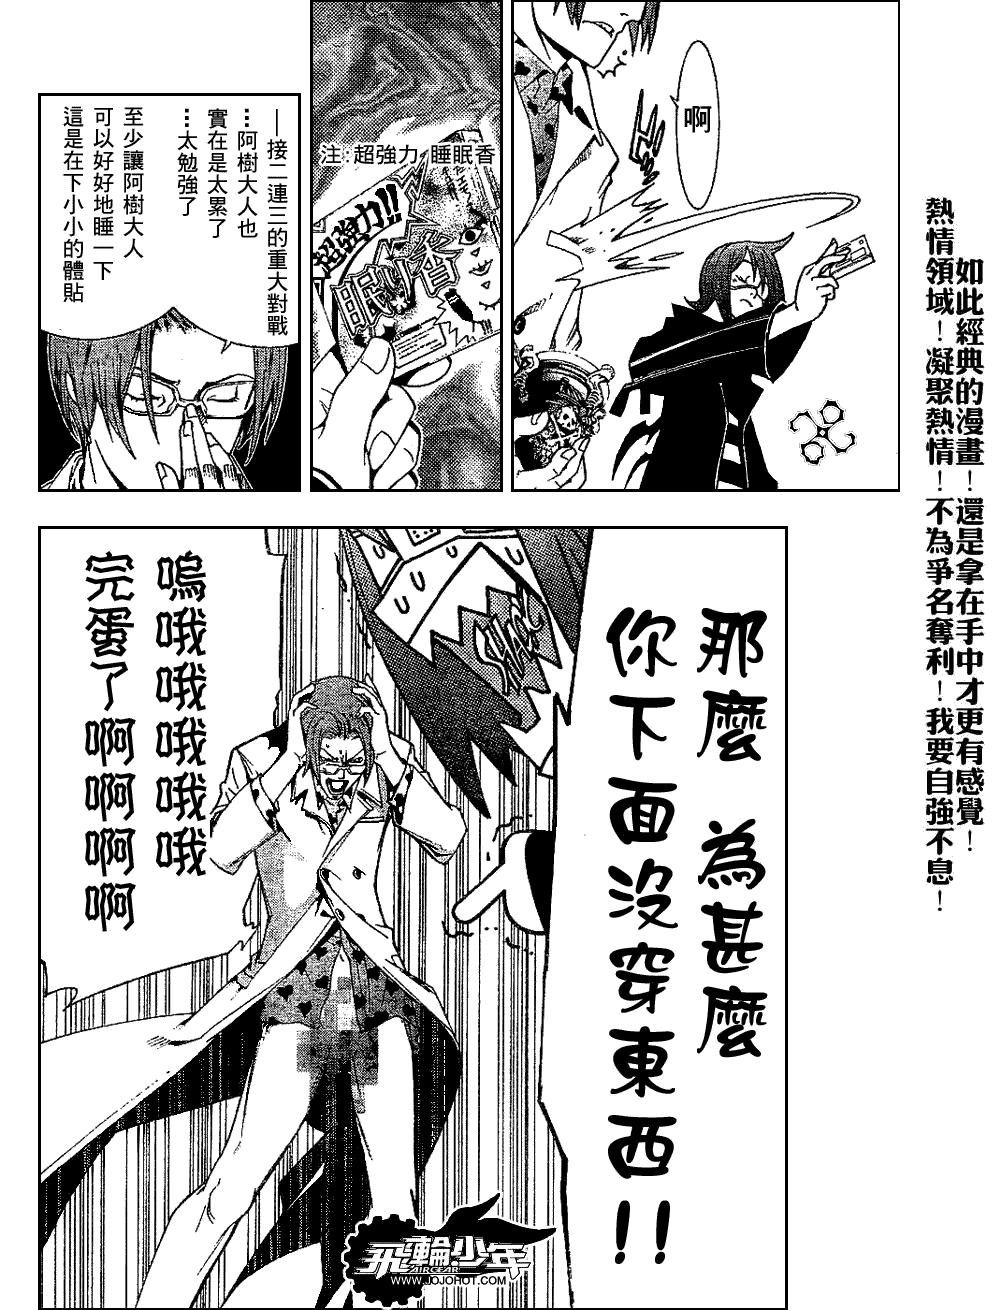 啊
注:超強力 睡眠香
超強力!!
眠り香
—接二連三的重大對戰
…阿樹大人也
實在是太累了
…太勉強了
至少讓阿樹大人
可以好好地睡一下
這是在下小小的體貼
那麼 為甚麼
你下面沒穿東西!!
嗚哦哦哦哦哦
完蛋了啊啊啊啊
如此經典的漫畫!還是拿在手中才更有感覺!
熱情領域!凝聚熱情!不為爭名奪利!我要自強不息!
飛輪少年
AIRGEAR
WWW.JOJOHOT.COM